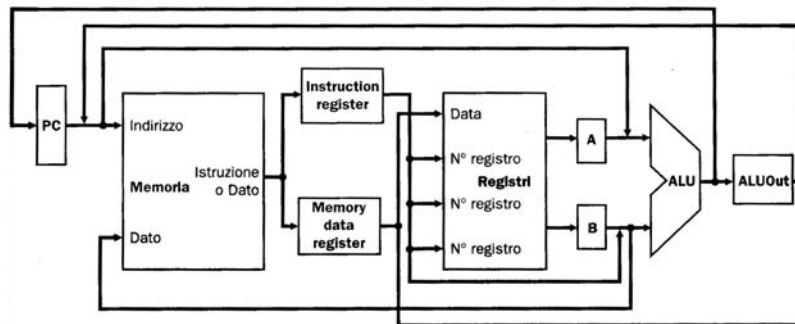 PC
Indirizzo
Memoria
Istruzione
o Dato
Dato
Instruction
register
Memory
data
register
Data
N° registro
Registri
N° registro
N° registro
A
B
ALU
ALUOut